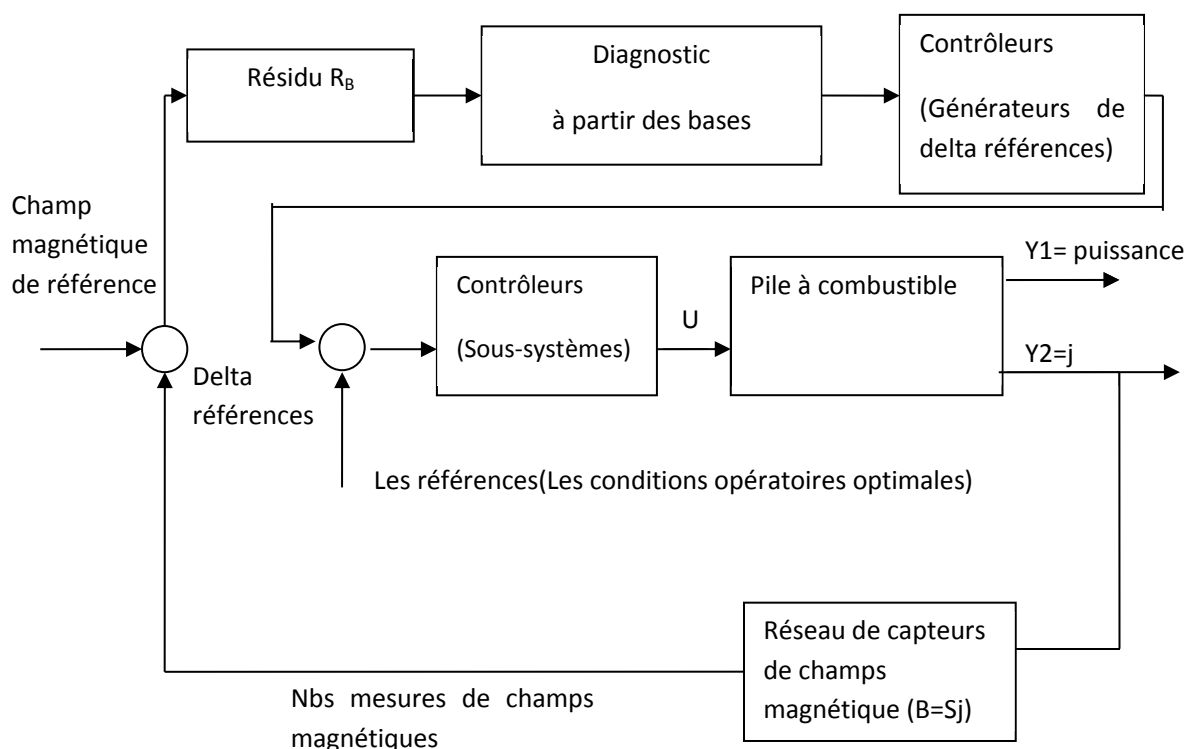 Résidu R_B
Diagnostic
à partir des bases
Contrôleurs
(Générateurs de
delta références)
Champ
magnétique
de référence
Delta
références
Contrôleurs
(Sous-systèmes)
U
Pile à combustible
Y1= puissance
Y2=j
Les références(Les conditions opératoires optimales)
Réseau de capteurs
de champs
magnétique (B=Sj)
Nbs mesures de champs
magnétiques